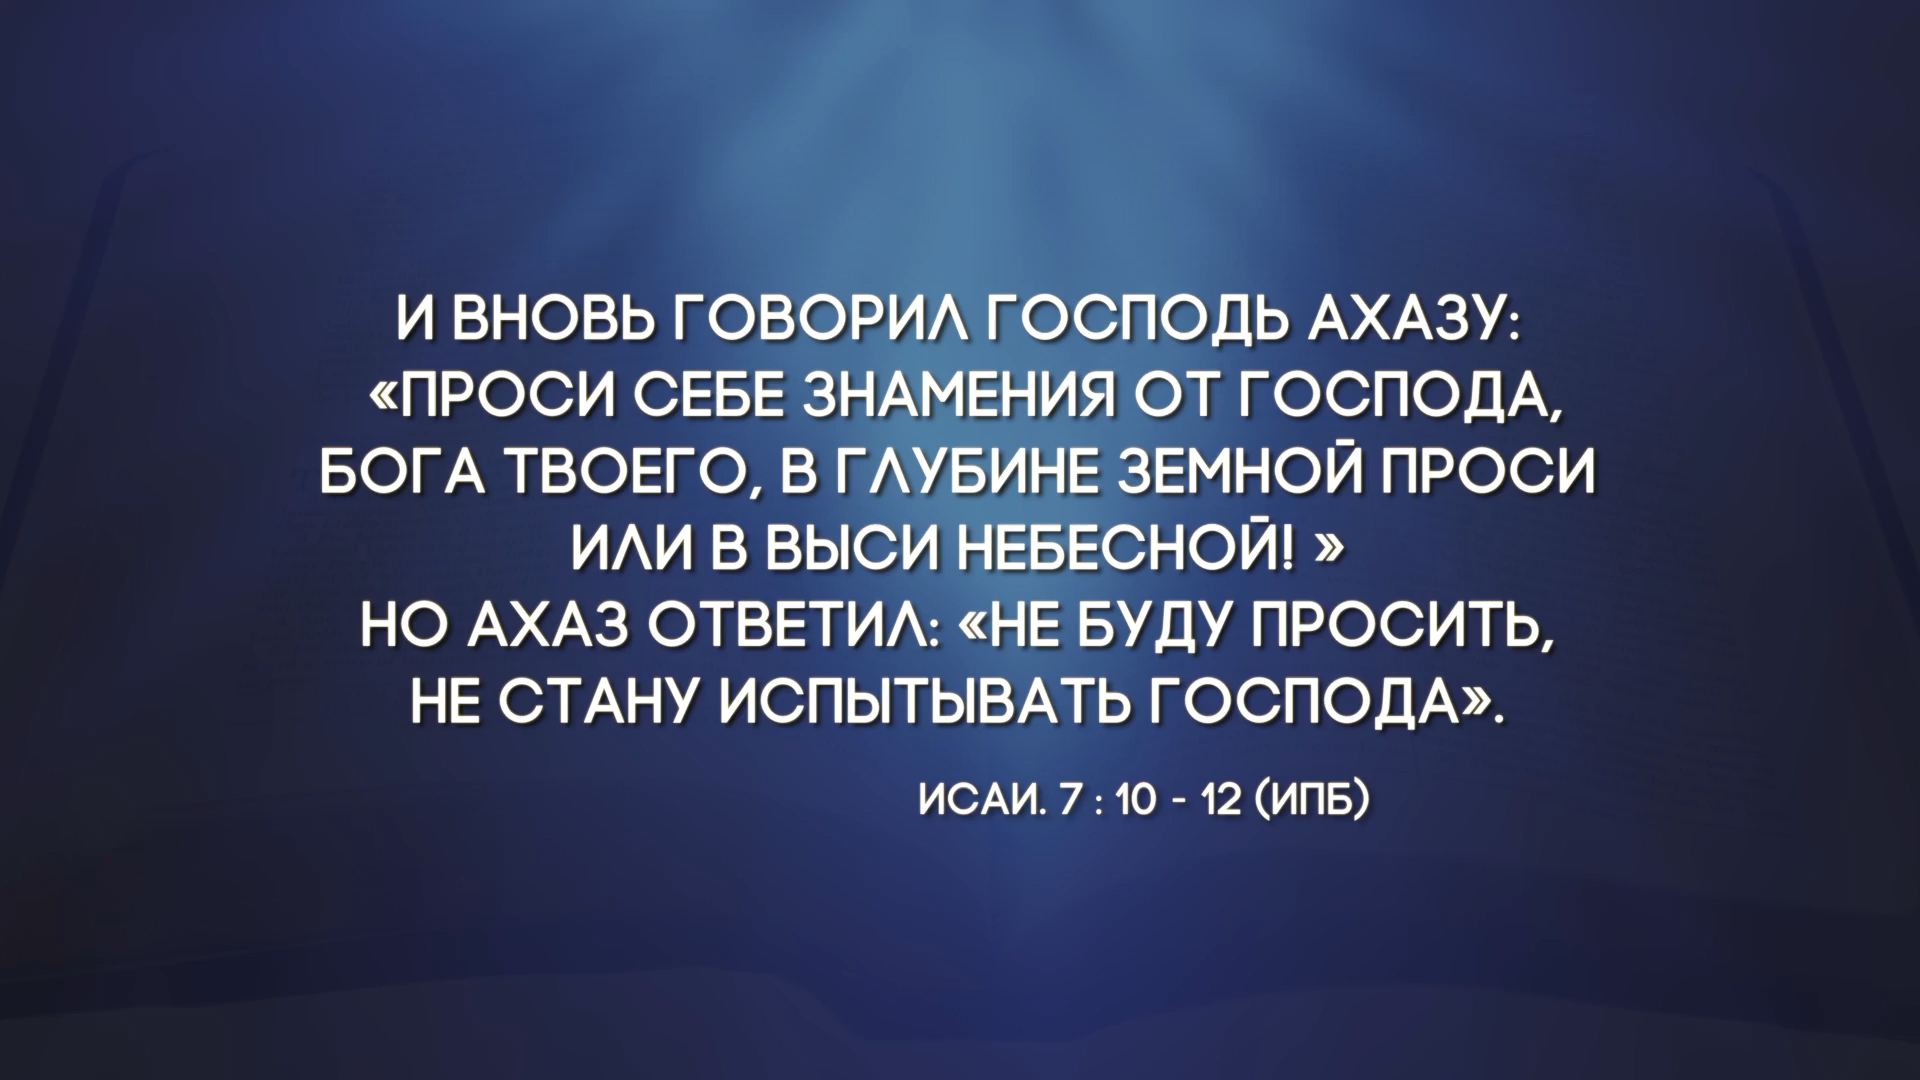 И ВНОВЬ ГОВОРИЛ ГОСПОДЬ АХАЗУ:
«ПРОСИ СЕБЕ ЗНАМЕНИЯ ОТ ГОСПОДА,
БОГА ТВОЕГО, В ГЛУБИНЕ ЗЕМНОЙ ПРОСИ
ИЛИ В ВЫСИ НЕБЕСНОЙ! »
НО АХАЗ ОТВЕТИЛ: «НЕ БУДУ ПРОСИТЬ,
НЕ СТАНУ ИСПЫТЫВАТЬ ГОСПОДА».
ИСАИ. 7 : 10 - 12 (ИПБ)